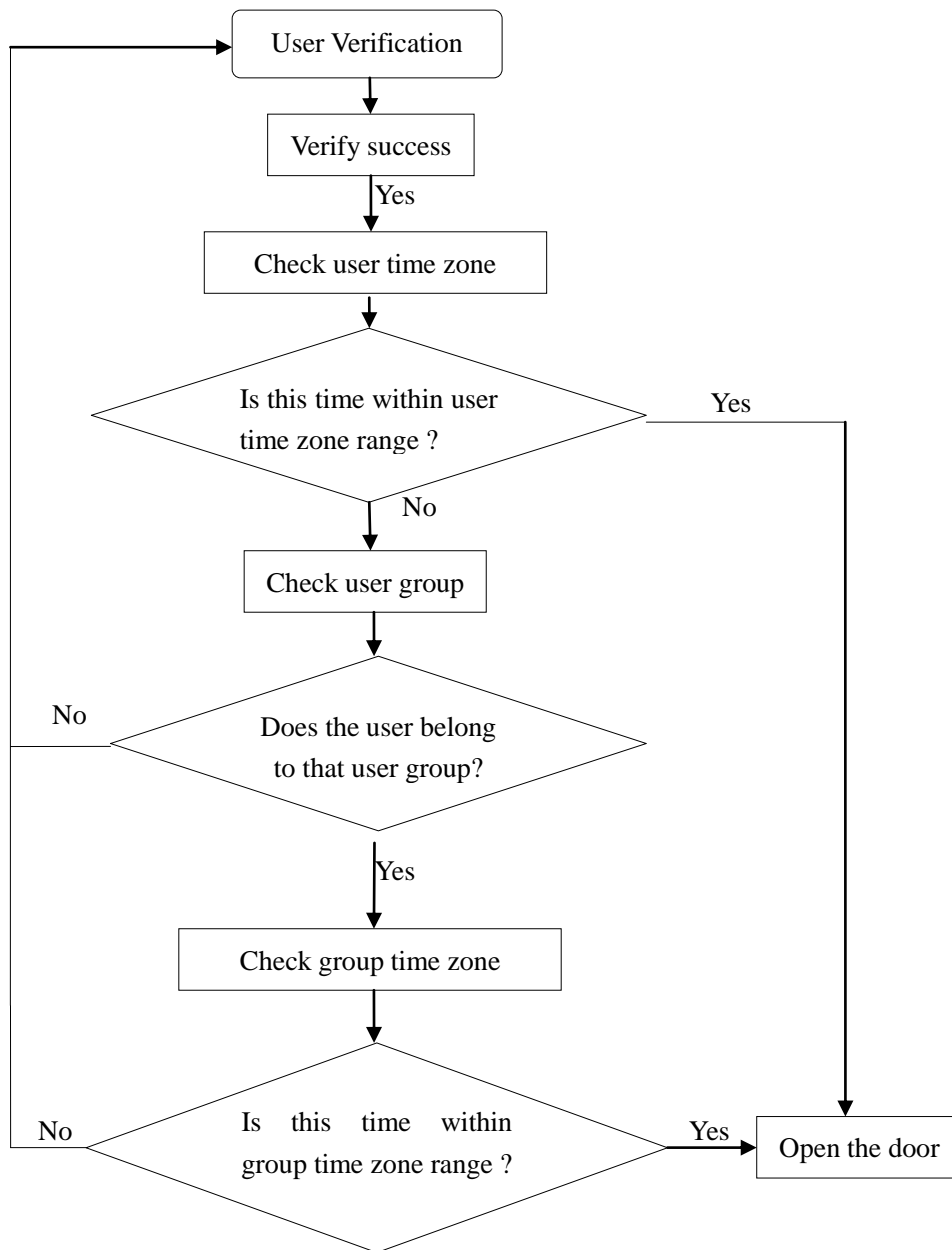 User Verification
Verify success
Yes
Check user time zone
Is this time within user
time zone range ?
Yes
No
Check user group
No
Does the user belong
to that user group?
Yes
Check group time zone
No
Is this time within
group time zone range ?
Yes
Open the door